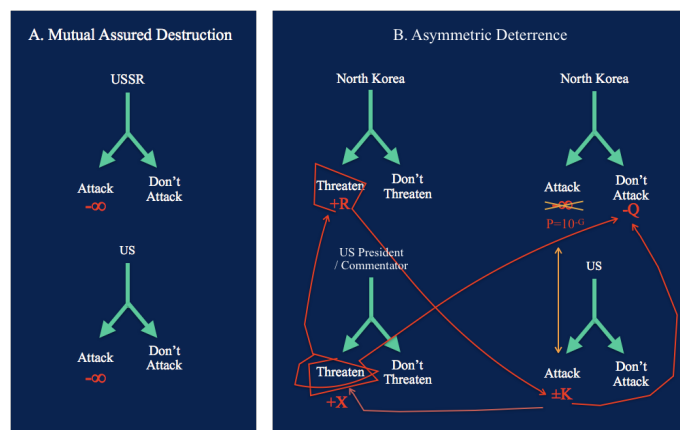 A. Mutual Assured Destruction
USSR
Attack
-∞
Don't
Attack
US
Attack
-∞
Don't
Attack
B. Asymmetric Deterrence
North Korea
Threaten
+R
Don't
Threaten
North Korea
Attack
-∞
P=10⁻ᴳ
Don't
Attack
-Q
US President
/ Commentator
Threaten
+X
Don't
Threaten
US
Attack
±K
Don't
Attack